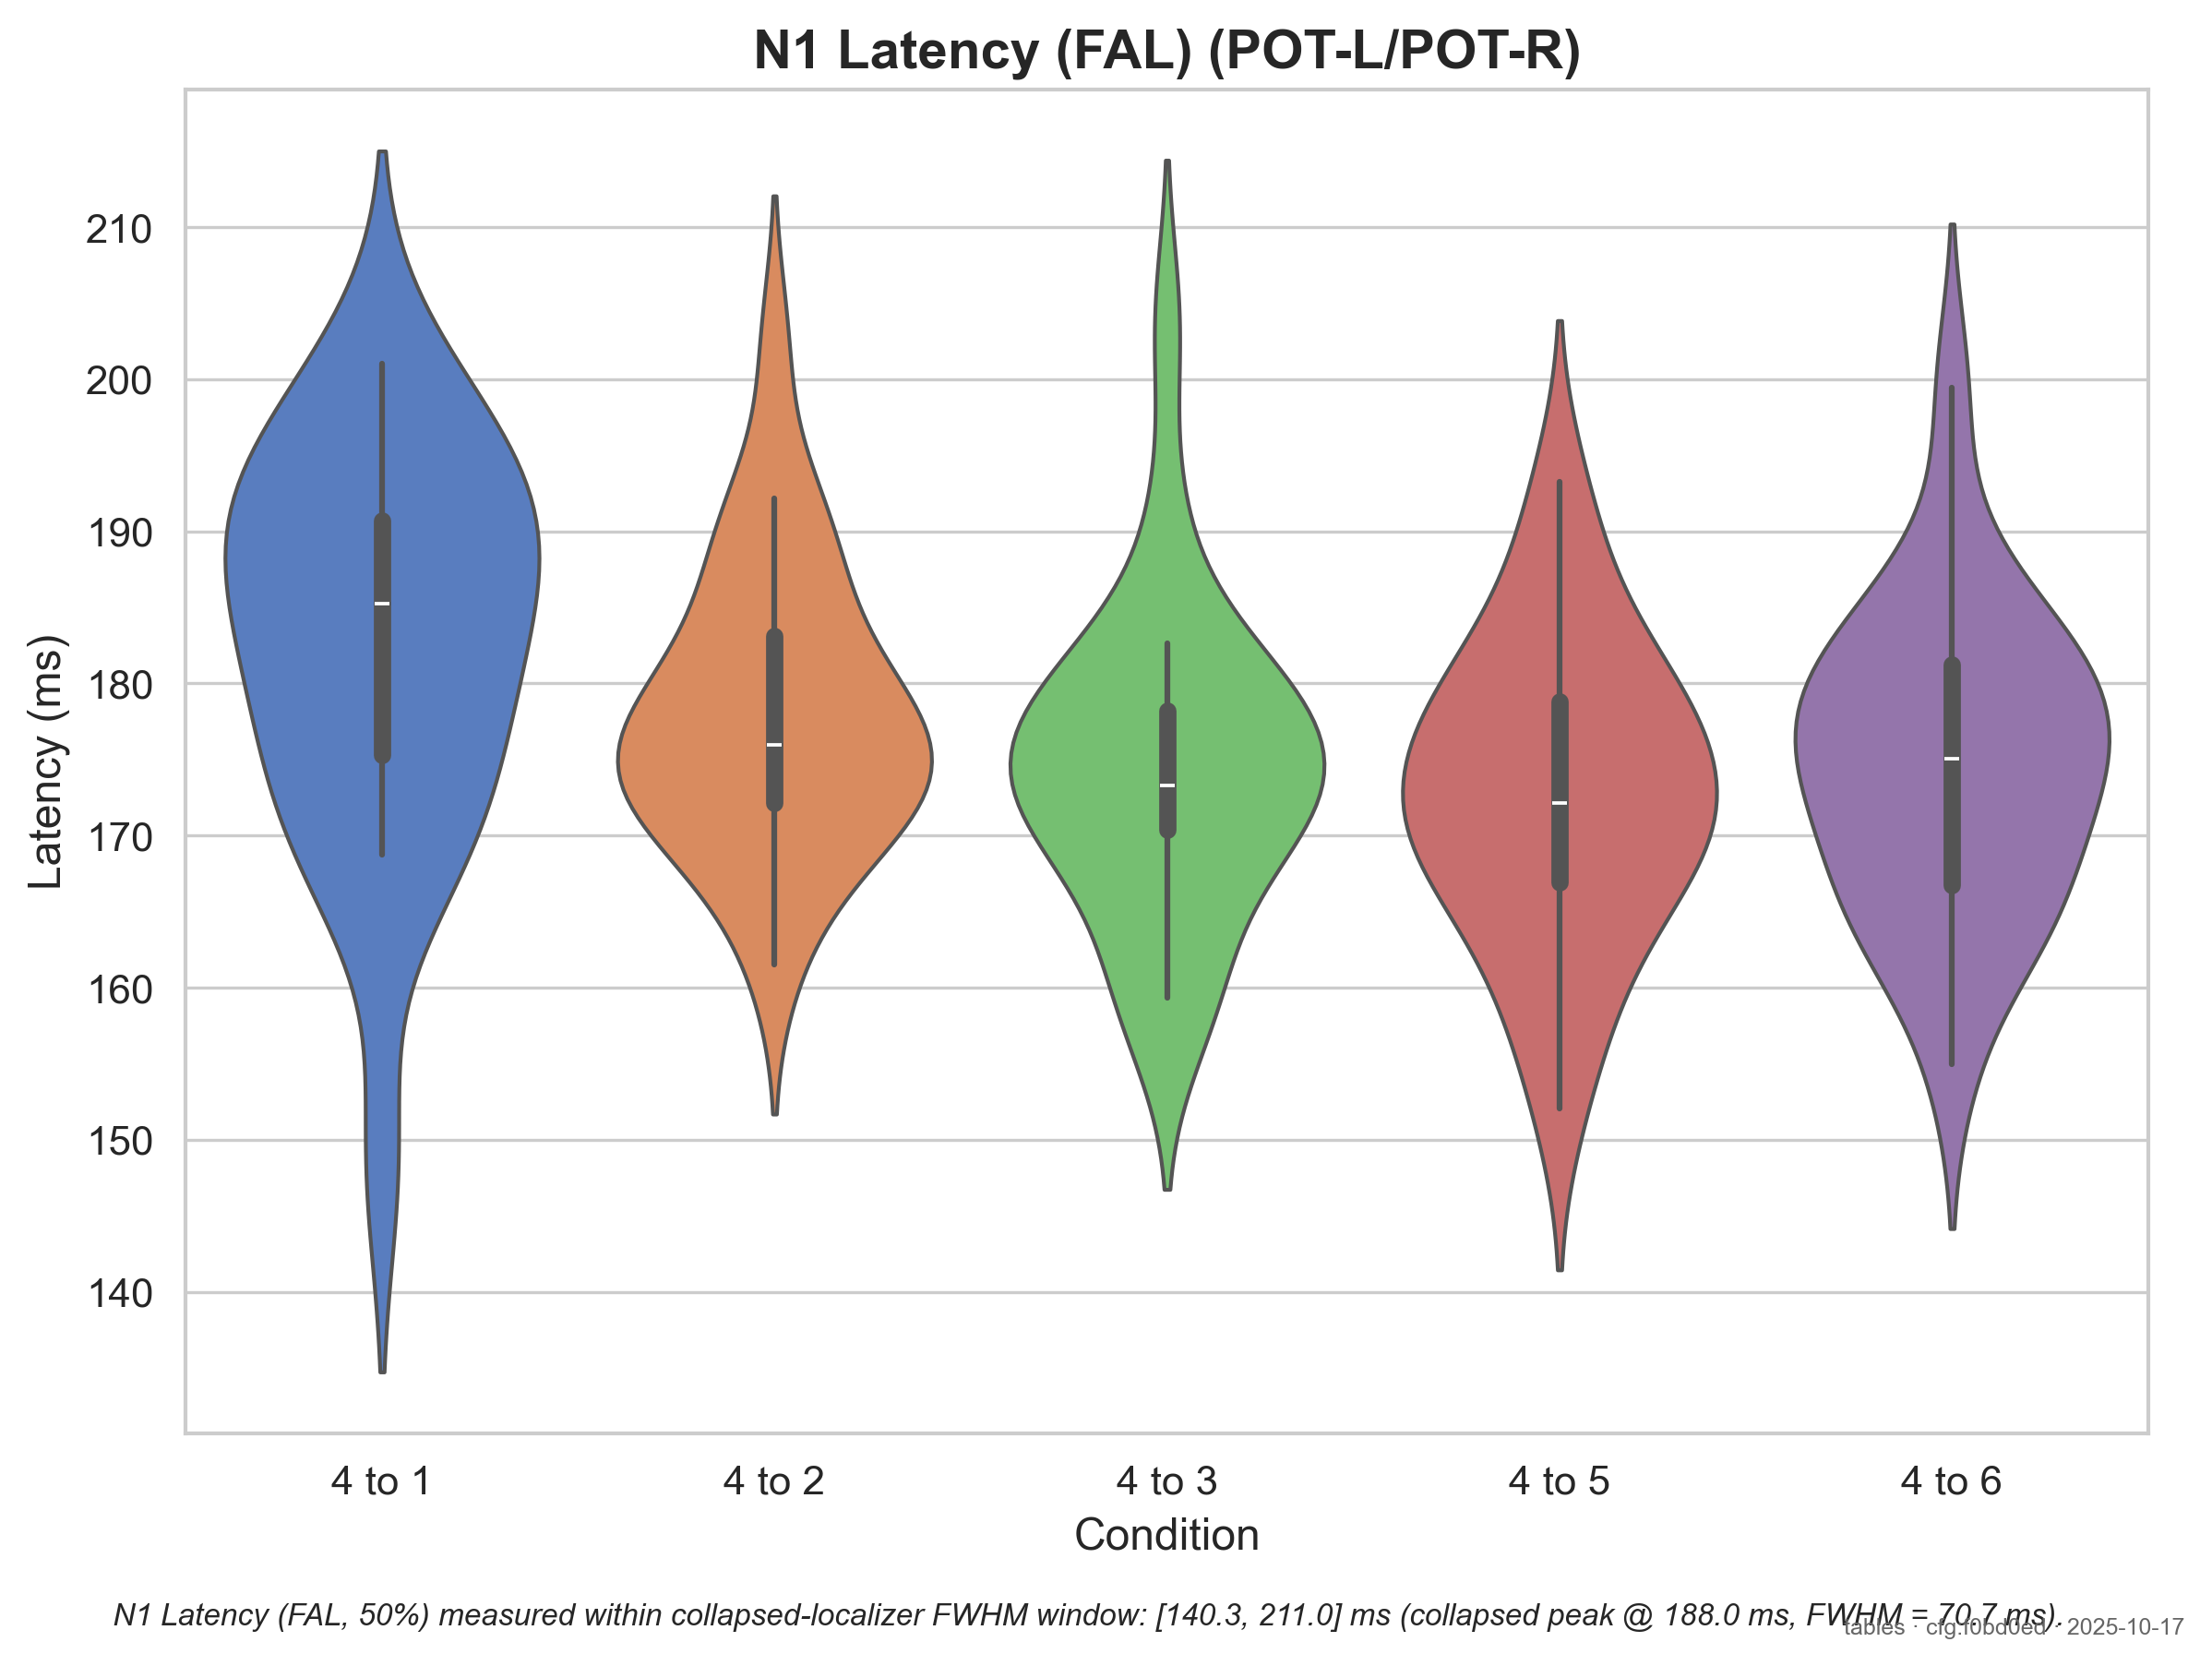 N1 Latency (FAL) (POT-L/POT-R)
Latency (ms)
210
200
190
180
170
160
150
140
4 to 1
4 to 2
4 to 3
4 to 5
4 to 6
Condition
N1 Latency (FAL, 50%) measured within collapsed-localizer FWHM window: [140.3, 211.0] ms (collapsed peak @ 188.0 ms, FWHM = 70.7 ms).
tables · cfg:f0bd0ed · 2025-10-17